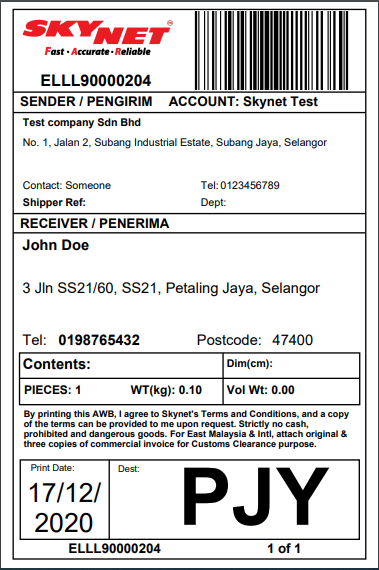 SKYNET
Fast · Accurate · Reliable
ELLL90000204
SENDER / PENGIRIM ACCOUNT: Skynet Test
Test company Sdn Bhd
No. 1, Jalan 2, Subang Industrial Estate, Subang Jaya, Selangor
Contact: Someone Tel: 0123456789
Shipper Ref: Dept:
RECEIVER / PENERIMA
John Doe
3 Jln SS21/60, SS21, Petaling Jaya, Selangor
Tel: 0198765432 Postcode: 47400
Contents: Dim(cm):
PIECES: 1 WT(kg): 0.10 Vol Wt: 0.00
By printing this AWB, I agree to Skynet's Terms and Conditions, and a copy
of the terms can be provided to me upon request. Strictly no cash,
prohibited and dangerous goods. For East Malaysia & Intl, attach original &
three copies of commercial invoice for Customs Clearance purpose.
Print Date: Dest:
17/12/
2020
PJY
ELLL90000204 1 of 1